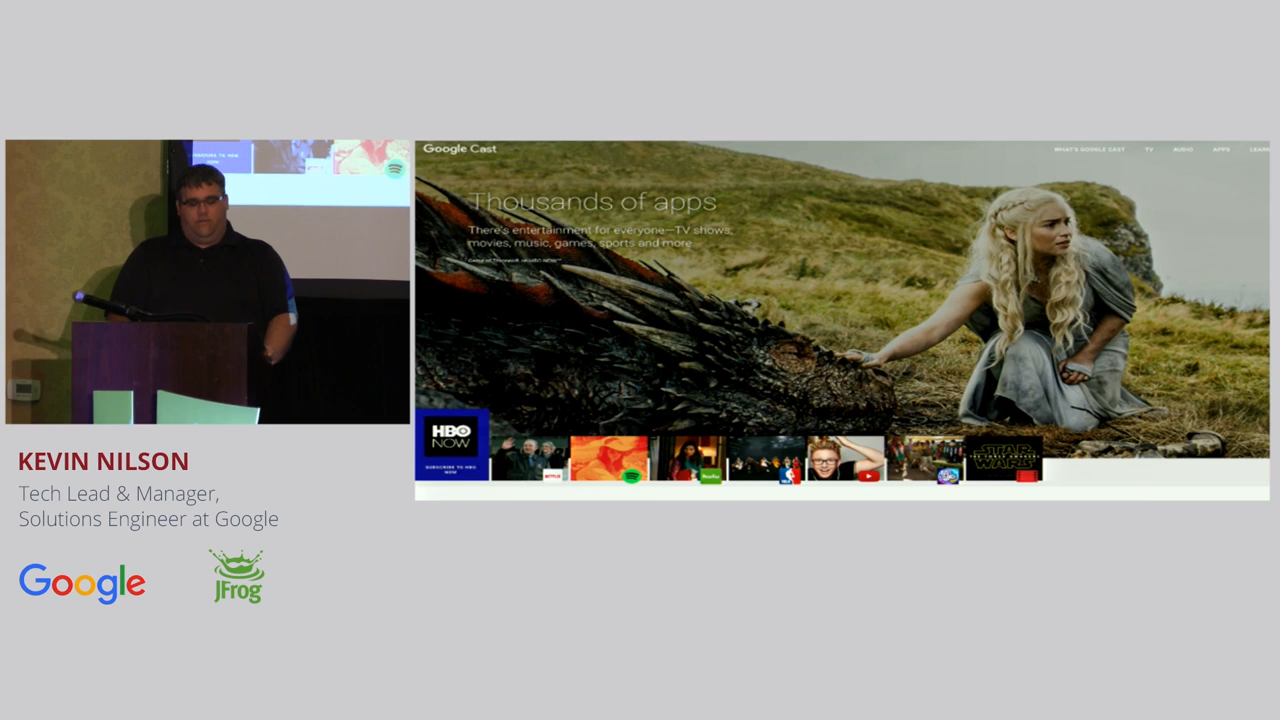 Google Cast
WHAT'S GOOGLE CAST TV AUDIO APPS LEARN
Thousands of apps
There's entertainment for everyone—TV shows,
movies, music, games, sports and more.
HBO
NOW
SUBSCRIBE TO HBO
NOW
NETFLIX
STAR
WARS
KEVIN NILSON
Tech Lead & Manager,
Solutions Engineer at Google
Google
JFrog